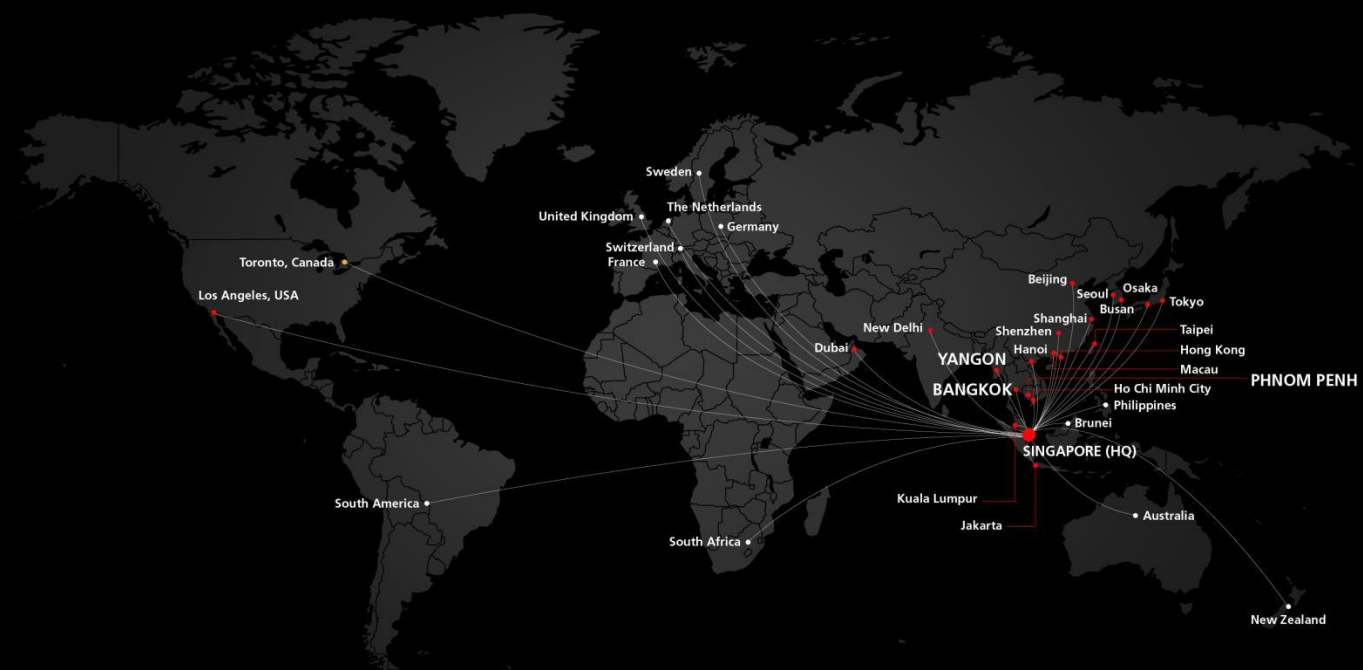 Sweden
The Netherlands
United Kingdom
Germany
Switzerland
France
Toronto, Canada
Los Angeles, USA
Beijing
Seoul
Osaka
Busan
Tokyo
Shanghai
New Delhi
Shenzhen
Taipei
Dubai
Hanoi
Hong Kong
YANGON
Macau
PHNOM PENH
BANGKOK
Ho Chi Minh City
Philippines
Brunei
SINGAPORE (HQ)
Kuala Lumpur
South America
Australia
Jakarta
South Africa
New Zealand